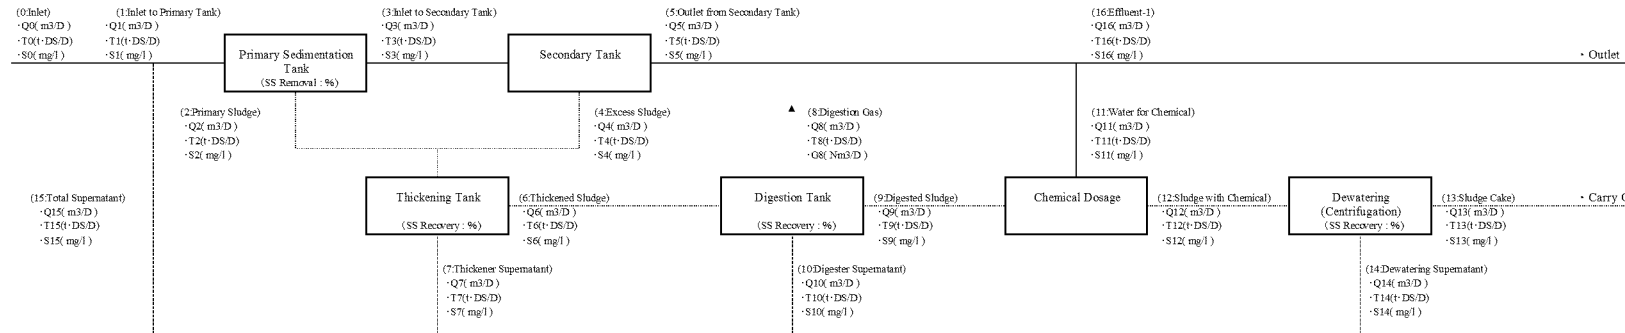 (0:Inlet)
·Q0( m3/D )
·T0(t·DS/D)
·S0( mg/l )
(1:Inlet to Primary Tank)
·Q1( m3/D )
·T1(t·DS/D)
·S1( mg/l )
Primary Sedimentation
Tank
(SS Removal : %)
(3:Inlet to Secondary Tank)
·Q3( m3/D )
·T3(t·DS/D)
·S3( mg/l )
Secondary Tank
(5:Outlet from Secondary Tank)
·Q5( m3/D )
·T5(t·DS/D)
·S5( mg/l )
(16:Effluent-1)
·Q16( m3/D )
·T16(t·DS/D)
·S16( mg/l )
· Outlet
(2:Primary Sludge)
·Q2( m3/D )
·T2(t·DS/D)
·S2( mg/l )
(4:Excess Sludge)
·Q4( m3/D )
·T4(t·DS/D)
·S4( mg/l )
(8:Digestion Gas)
·Q8( m3/D )
·T8(t·DS/D)
·G8( Nm3/D )
(11:Water for Chemical)
·Q11( m3/D )
·T11(t·DS/D)
·S11( mg/l )
(15:Total Supernatant)
·Q15( m3/D )
·T15(t·DS/D)
·S15( mg/l )
Thickening Tank
(SS Recovery : %)
(6:Thickened Sludge)
·Q6( m3/D )
·T6(t·DS/D)
·S6( mg/l )
Digestion Tank
(SS Recovery : %)
(9:Digested Sludge)
·Q9( m3/D )
·T9(t·DS/D)
·S9( mg/l )
Chemical Dosage
(12:Sludge with Chemical)
·Q12( m3/D )
·T12(t·DS/D)
·S12( mg/l )
Dewatering
(Centrifugation)
(SS Recovery : %)
(13:Sludge Cake)
·Q13( m3/D )
·T13(t·DS/D)
·S13( mg/l )
· Carry
(7:Thickener Supernatant)
·Q7( m3/D )
·T7(t·DS/D)
·S7( mg/l )
(10:Digester Supernatant)
·Q10( m3/D )
·T10(t·DS/D)
·S10( mg/l )
(14:Dewatering Supernatant)
·Q14( m3/D )
·T14(t·DS/D)
·S14( mg/l )